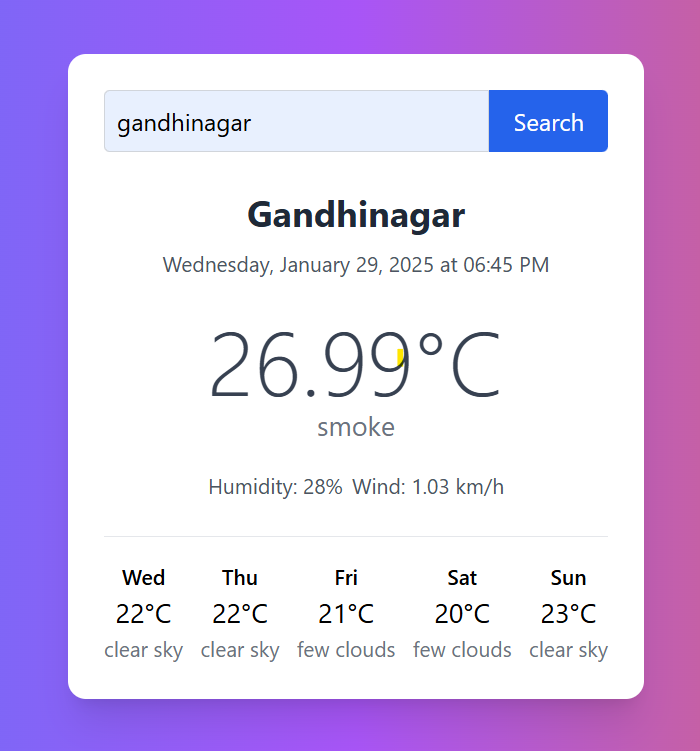 gandhinagar Search
Gandhinagar
Wednesday, January 29, 2025 at 06:45 PM
26.99°C
smoke
Humidity: 28% Wind: 1.03 km/h
Wed Thu Fri Sat Sun
22°C 22°C 21°C 20°C 23°C
clear sky clear sky few clouds few clouds clear sky